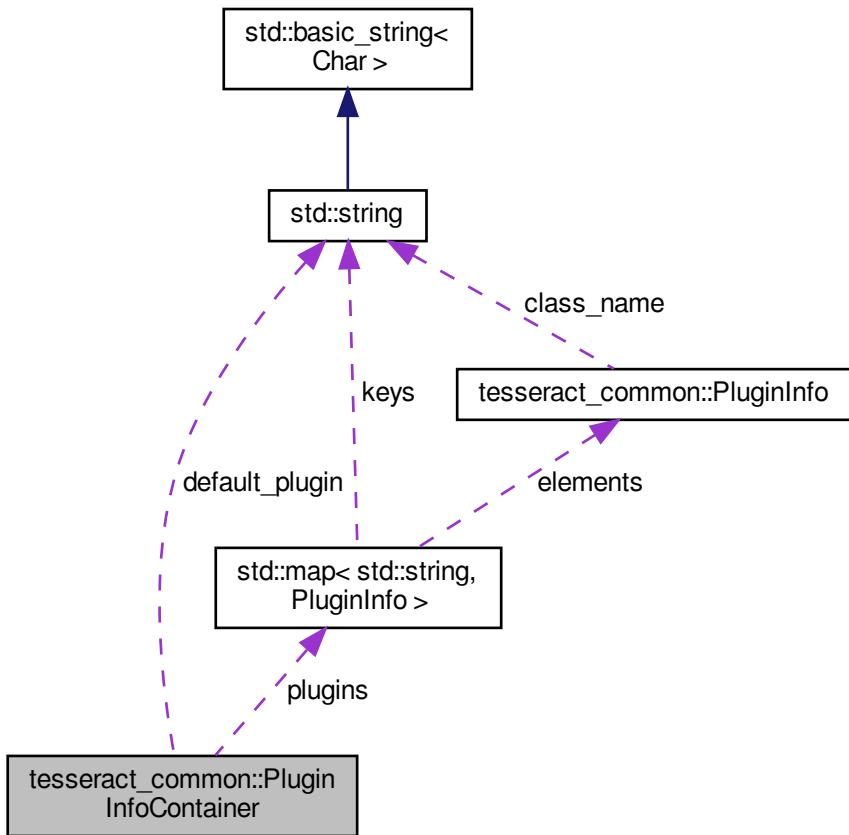 std::basic_string<
Char >
std::string
class_name
keys
tesseract_common::PluginInfo
default_plugin
elements
std::map< std::string,
PluginInfo >
plugins
tesseract_common::Plugin
InfoContainer